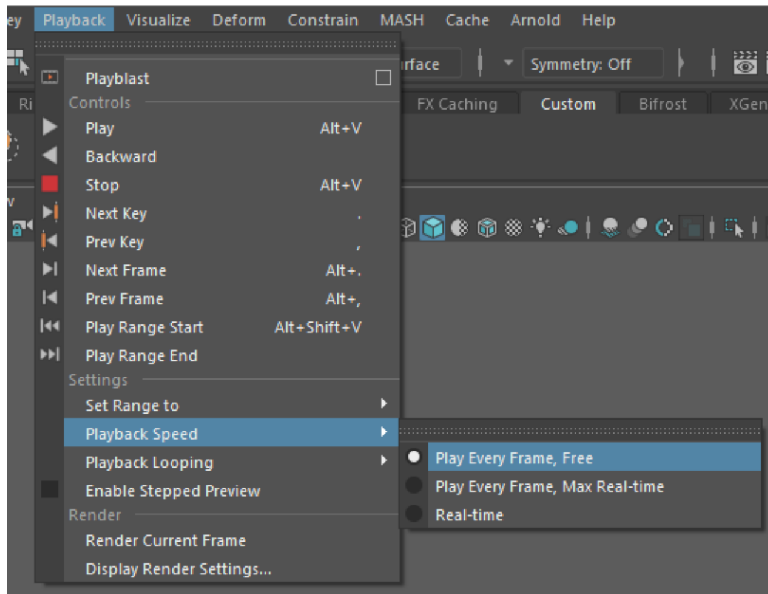 ey Playback Visualize Deform Constrain MASH Cache Arnold Help
Playblast
rface Symmetry: Off
Controls
Ri FX Caching Custom Bifrost XGen
Play Alt+V
Backward
Stop Alt+V
Next Key .
Prev Key ,
Next Frame Alt+.
Prev Frame Alt+,
Play Range Start Alt+Shift+V
Play Range End
Settings
Set Range to
Playback Speed
Playback Looping
Enable Stepped Preview
Render
Render Current Frame
Display Render Settings...
Play Every Frame, Free
Play Every Frame, Max Real-time
Real-time